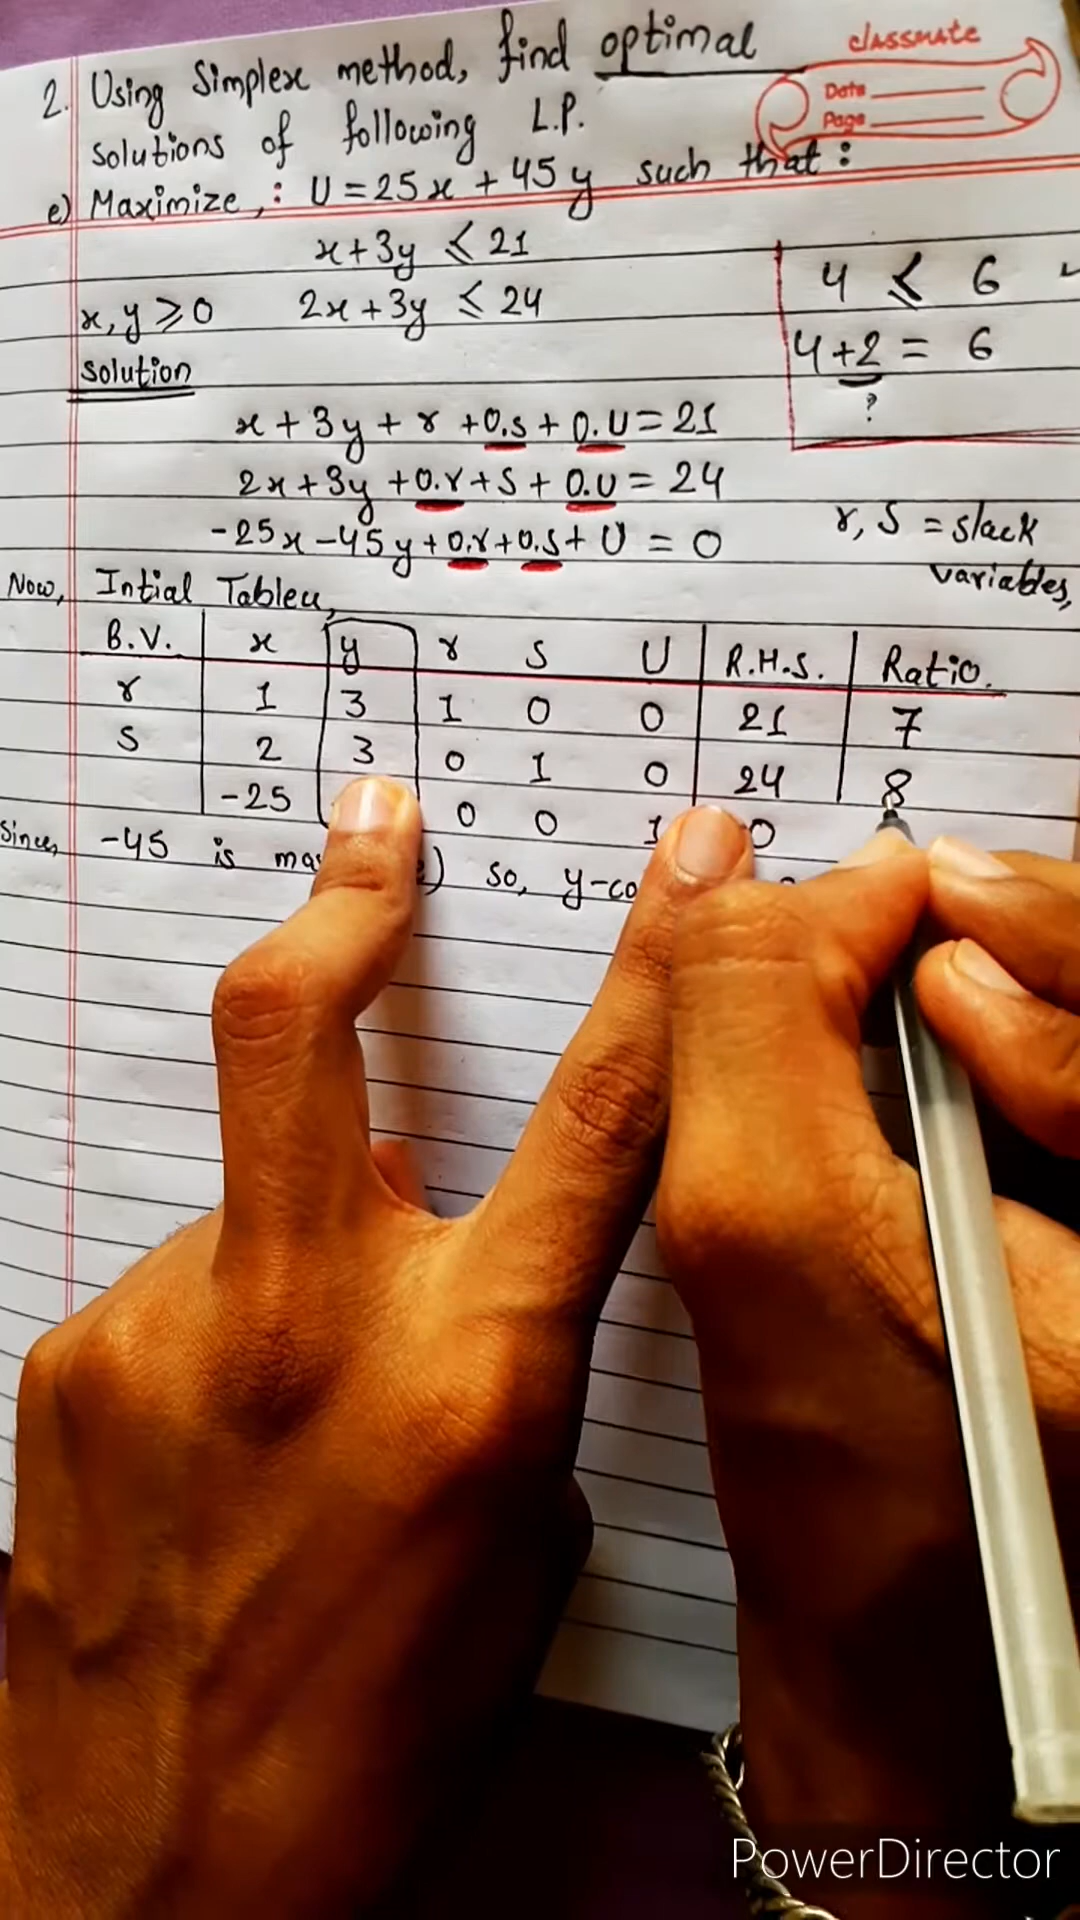 classmate
Date
Page
2. Using Simplex method, find optimal
solutions of following L.P.
e) Maximize,: U = 25x + 45y such that:
x + 3y ≤ 21
x, y ≥ 0 2x + 3y ≤ 24
4 ≤ 6
4 + 2 = 6
?
solution
x + 3y + r + 0.s + 0.U = 21
2x + 3y + 0.r + S + 0.U = 24
-25x - 45y + 0.r + 0.s + U = 0
r, S = slack
variables,
Now, Intial Tableu,
B.V. x y r S U R.H.S. Ratio.
r 1 3 1 0 0 21 7
S 2 3 0 1 0 24 8
-25 0 0 1 0
Since, -45 is so,
PowerDirector